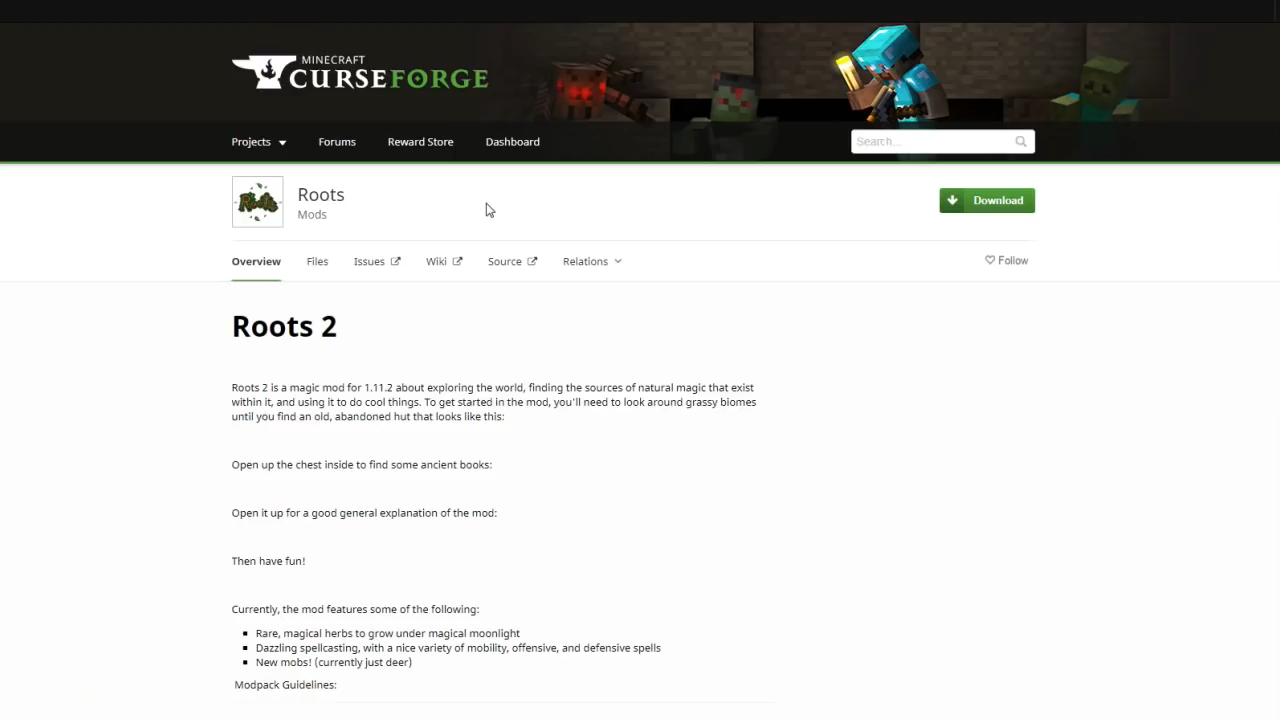 MINECRAFT
CURSEFORGE
Projects Forums Reward Store Dashboard Search...
Roots
Roots
Mods
Download
Overview Files Issues Wiki Source Relations Follow
Roots 2
Roots 2 is a magic mod for 1.11.2 about exploring the world, finding the sources of natural magic that exist
within it, and using it to do cool things. To get started in the mod, you'll need to look around grassy biomes
until you find an old, abandoned hut that looks like this:
Open up the chest inside to find some ancient books:
Open it up for a good general explanation of the mod:
Then have fun!
Currently, the mod features some of the following:
Rare, magical herbs to grow under magical moonlight
Dazzling spellcasting, with a nice variety of mobility, offensive, and defensive spells
New mobs! (currently just deer)
Modpack Guidelines: